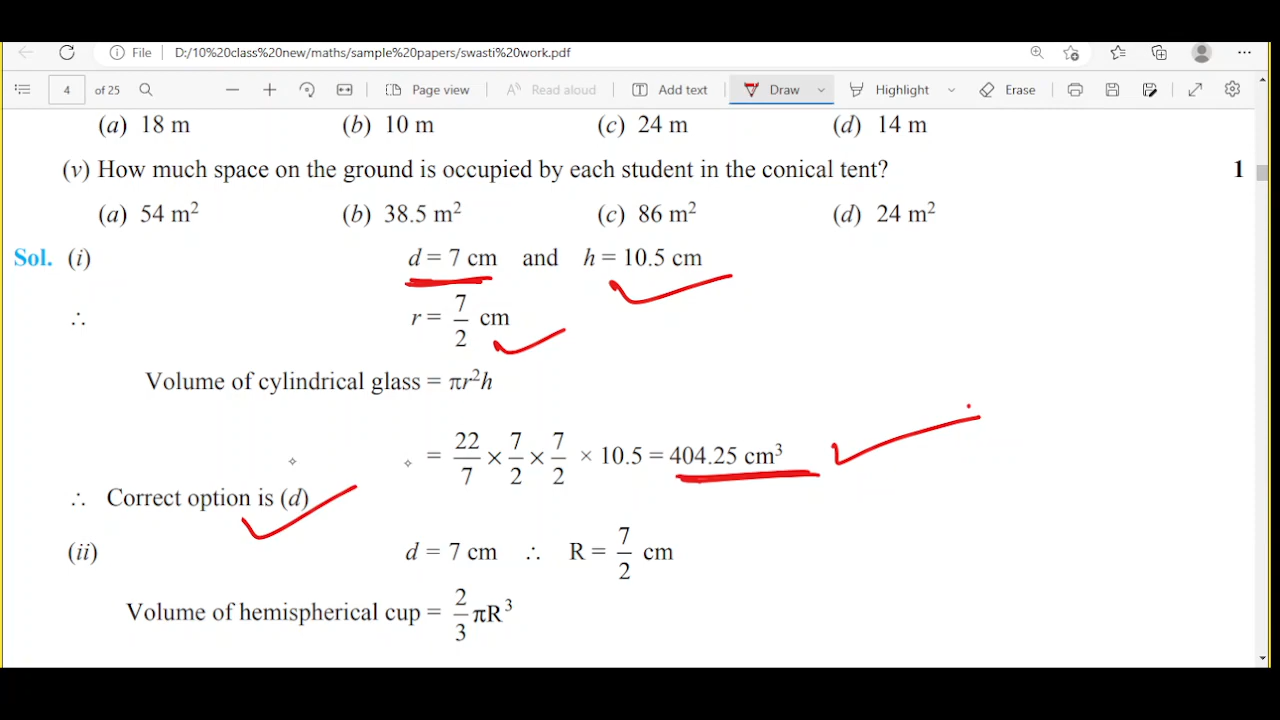 File D:/10%20class%20new/maths/sample%20papers/swasti%20work.pdf
4 of 25 Page view Read aloud Add text Draw Highlight Erase
(a) 18 m (b) 10 m (c) 24 m (d) 14 m
(v) How much space on the ground is occupied by each student in the conical tent? 1
(a) 54 m² (b) 38.5 m² (c) 86 m² (d) 24 m²
Sol. (i) d = 7 cm and h = 10.5 cm
∴ r = 7/2 cm
Volume of cylindrical glass = πr²h
= 22/7 × 7/2 × 7/2 × 10.5 = 404.25 cm³
∴ Correct option is (d)
(ii) d = 7 cm ∴ R = 7/2 cm
Volume of hemispherical cup = 2/3 πR³